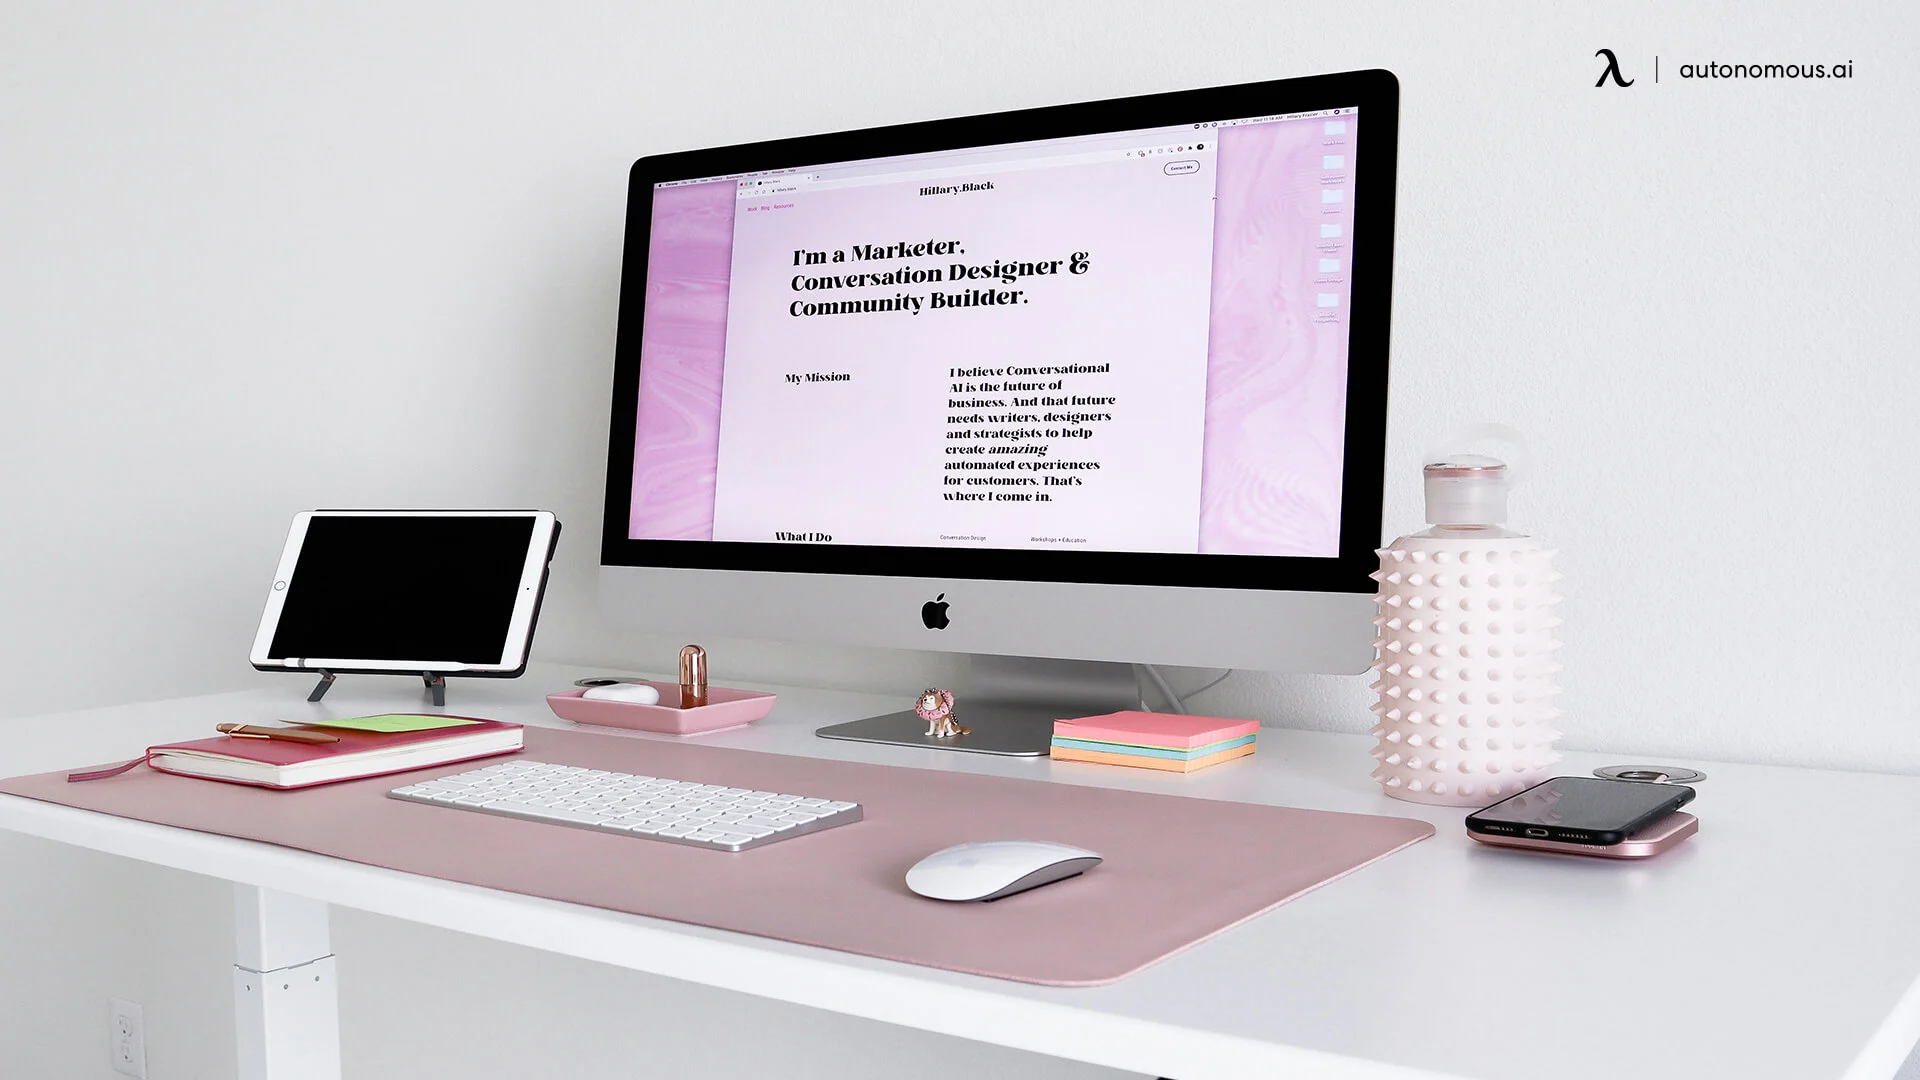 autonomous.ai
Hillary.Black
Contact Me
Work Blog Resources
I'm a Marketer,
Conversation Designer &
Community Builder.
My Mission
I believe Conversational
AI is the future of
business. And that future
needs writers, designers
and strategists to help
create amazing
automated experiences
for customers. That's
where I come in.
What I Do
Conversation Design
Workshops + Education